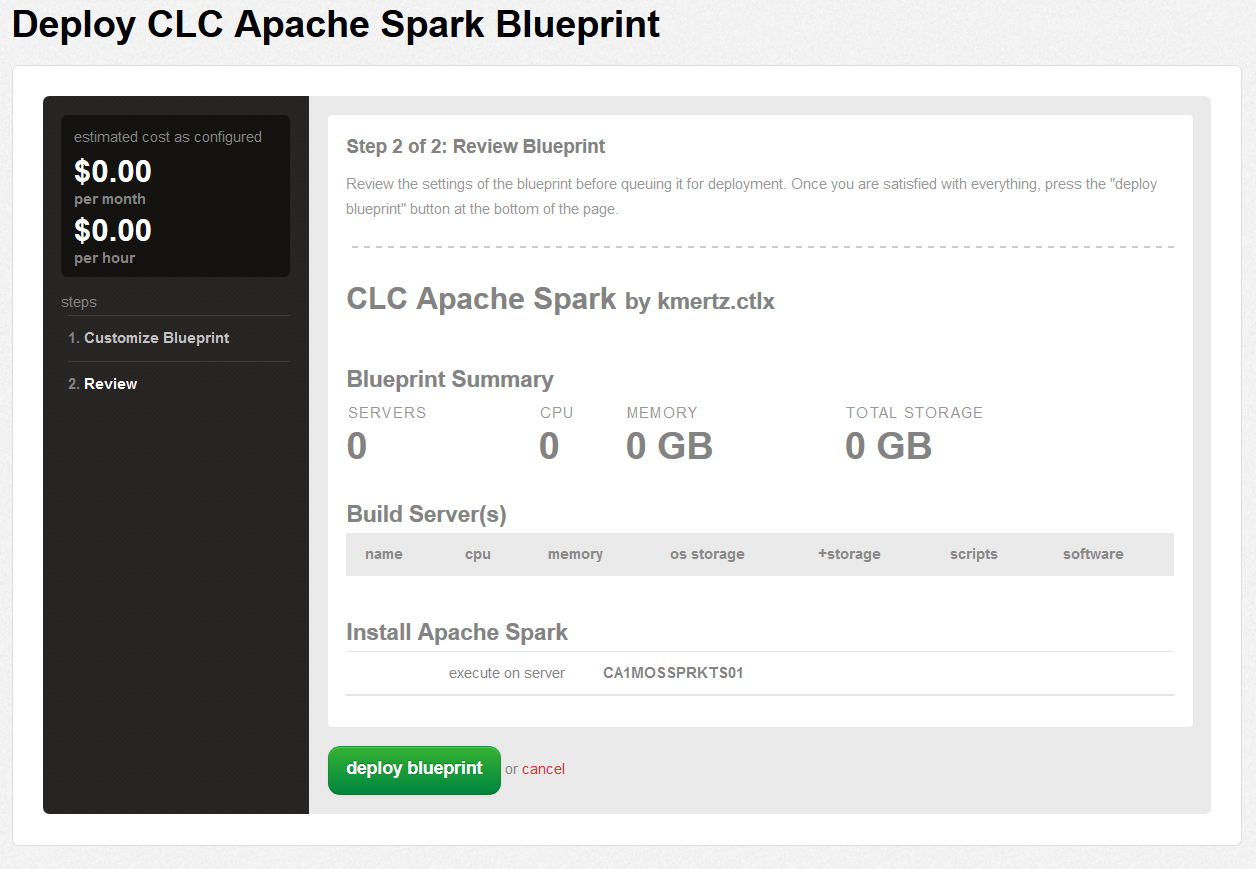 Deploy CLC Apache Spark Blueprint
estimated cost as configured
$0.00
per month
$0.00
per hour
steps
1. Customize Blueprint
2. Review
Step 2 of 2: Review Blueprint
Review the settings of the blueprint before queuing it for deployment. Once you are satisfied with everything, press the "deploy
blueprint" button at the bottom of the page.
CLC Apache Spark by kmertz.ctlx
Blueprint Summary
SERVERS CPU MEMORY TOTAL STORAGE
0 0 0 GB 0 GB
Build Server(s)
name cpu memory os storage +storage scripts software
Install Apache Spark
execute on server CA1MOSSPRKTS01
deploy blueprint or cancel